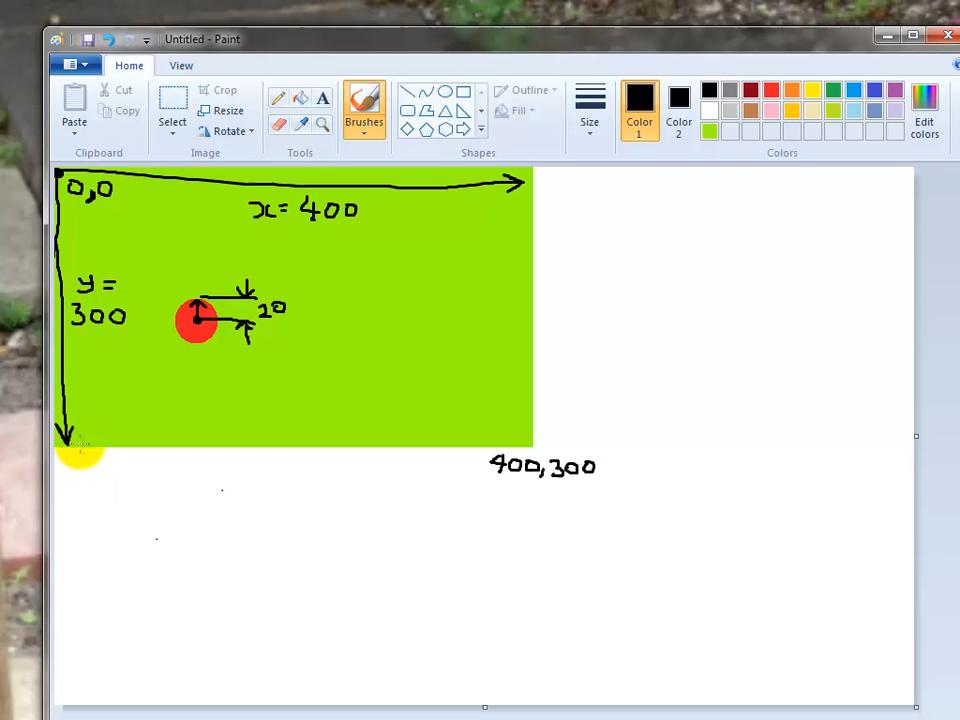 Untitled - Paint
Home
View
Paste
Cut
Copy
Clipboard
Select
Crop
Resize
Rotate
Image
A
Tools
Brushes
Outline
Fill
Shapes
Size
Color 1
Color 2
Edit colors
Colors
0,0
x= 400
y=
300
20
400,300